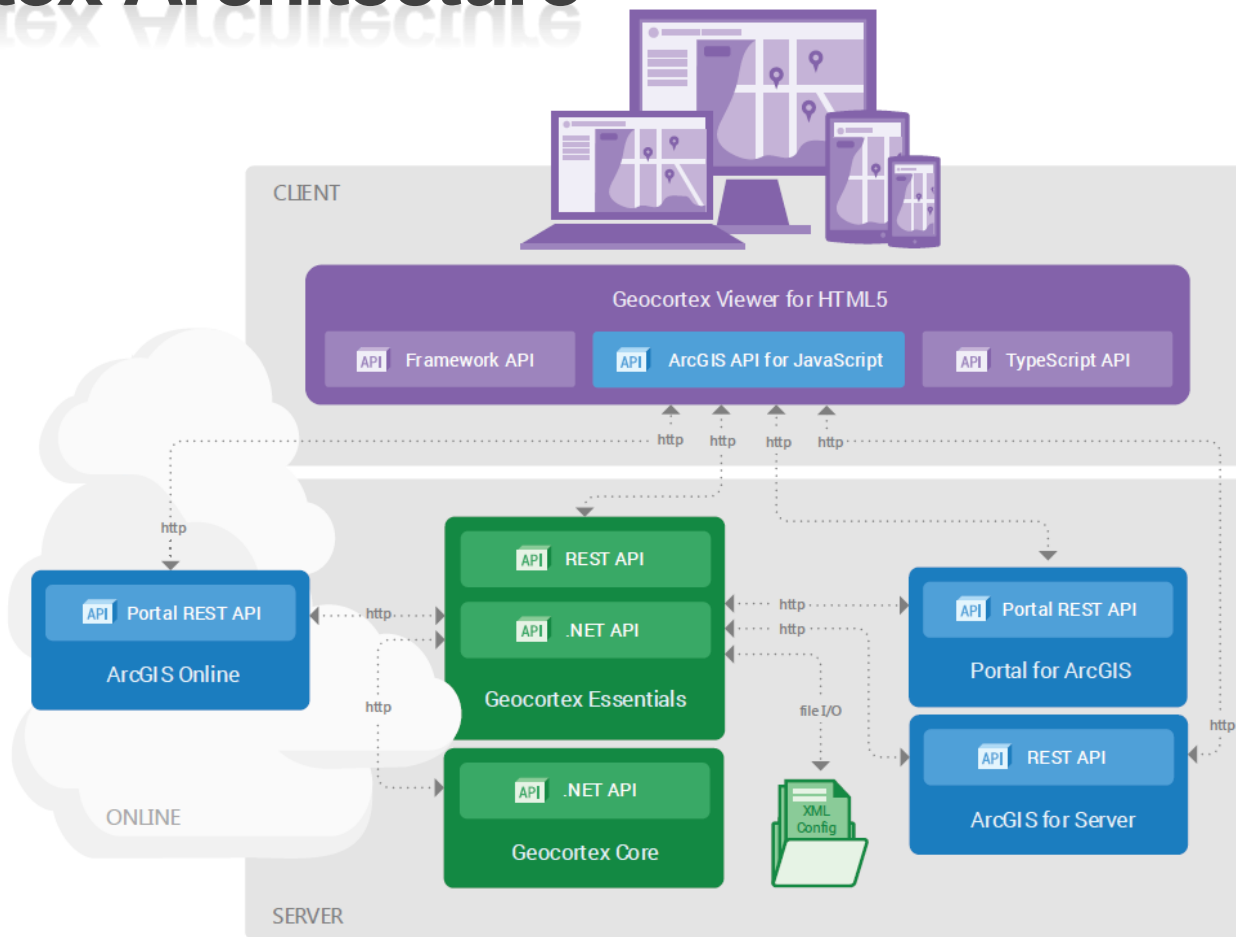 tex Architecture
CLIENT
Geocortex Viewer for HTML5
API Framework API
API ArcGIS API for JavaScript
API TypeScript API
http
http
http
http
http
API REST API
API Portal REST API
http
API .NET API
http
http
API Portal REST API
ArcGIS Online
Geocortex Essentials
Portal for ArcGIS
http
file I/O
http
API .NET API
API REST API
XML
Config
ONLINE
Geocortex Core
ArcGIS for Server
SERVER